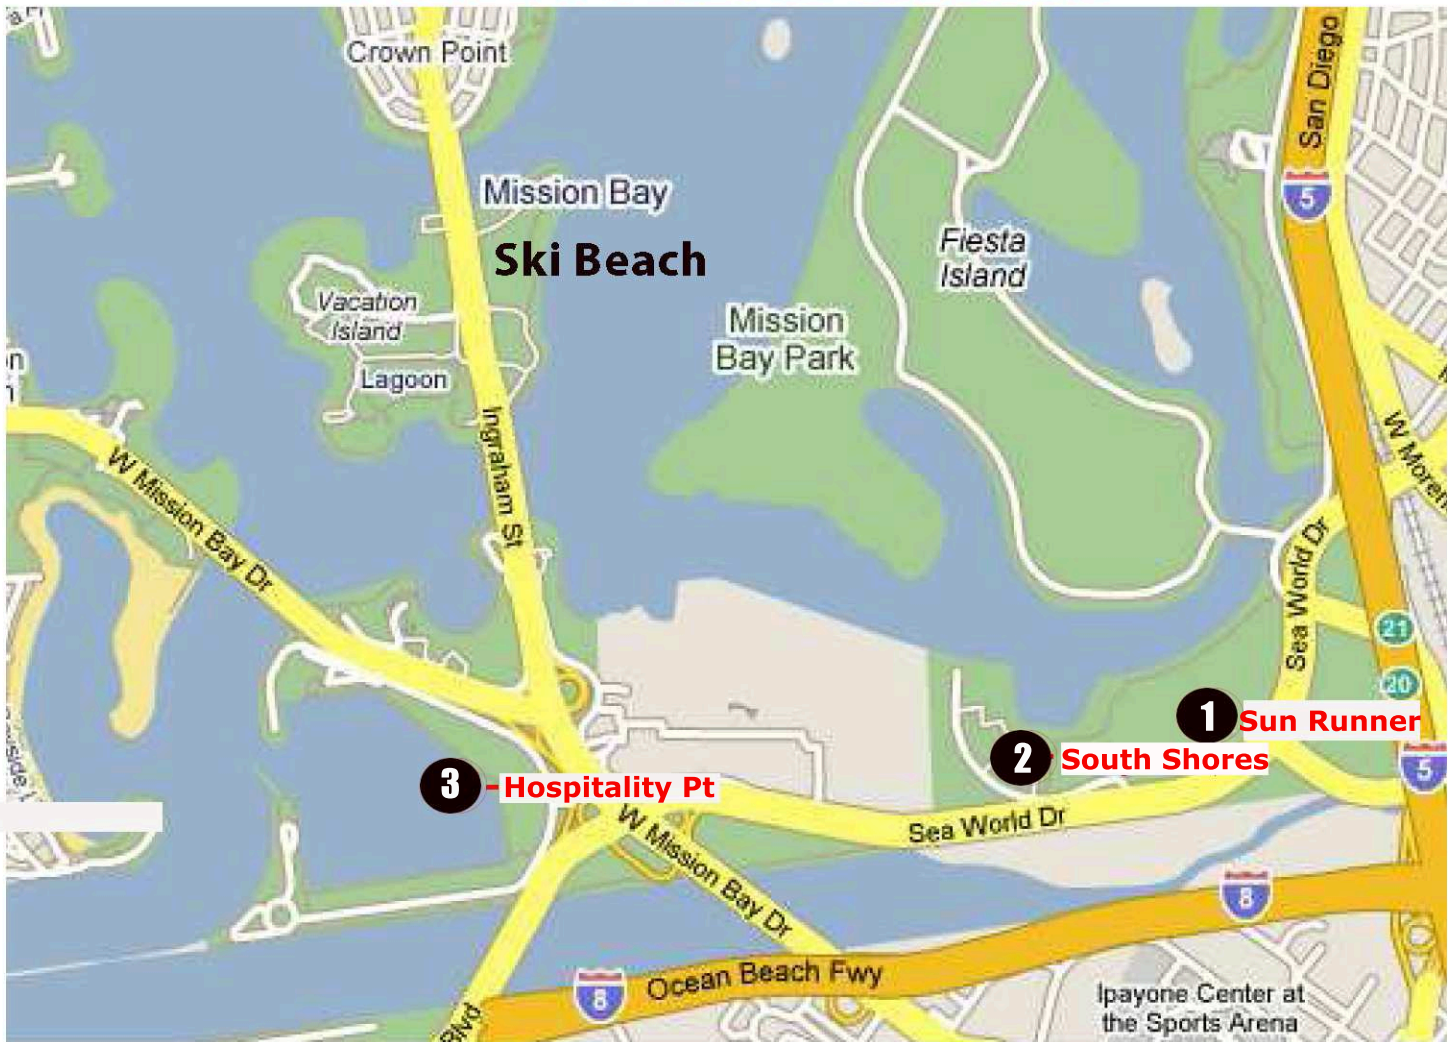 Crown Point
San Diego
5
Mission Bay
Ski Beach
Fiesta
Island
Vacation
Island
Mission
Bay Park
Lagoon
Ingraham St
W Mission Bay Dr
Sea World Dr
21
20
1 Sun Runner
2 South Shores
5
3 - Hospitality Pt
W Mission Bay Dr
Sea World Dr
8
Ocean Beach Fwy
8
Blvd
Ipayone Center at
the Sports Arena